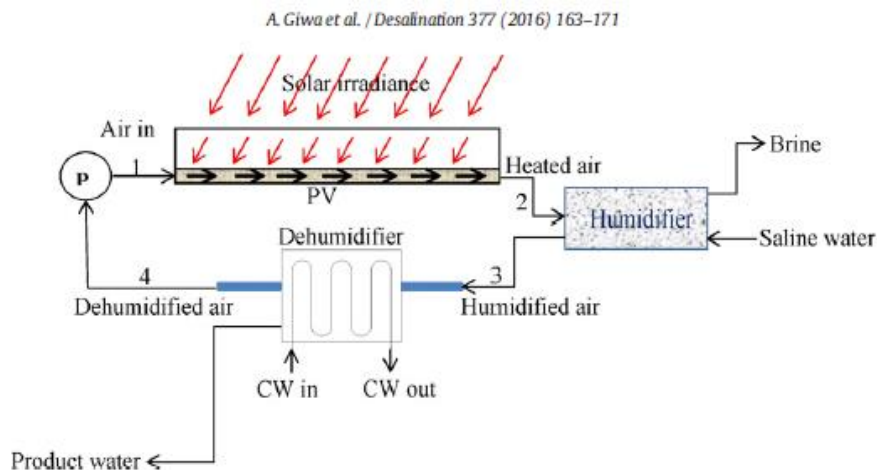 A. Giwa et al. / Desalination 377 (2016) 163–171
Solar irradiance
Air in
P
1
PV
Heated air
2
Brine
Humidifier
Saline water
Dehumidifier
3
4
Dehumidified air
Humidified air
CW in
CW out
Product water